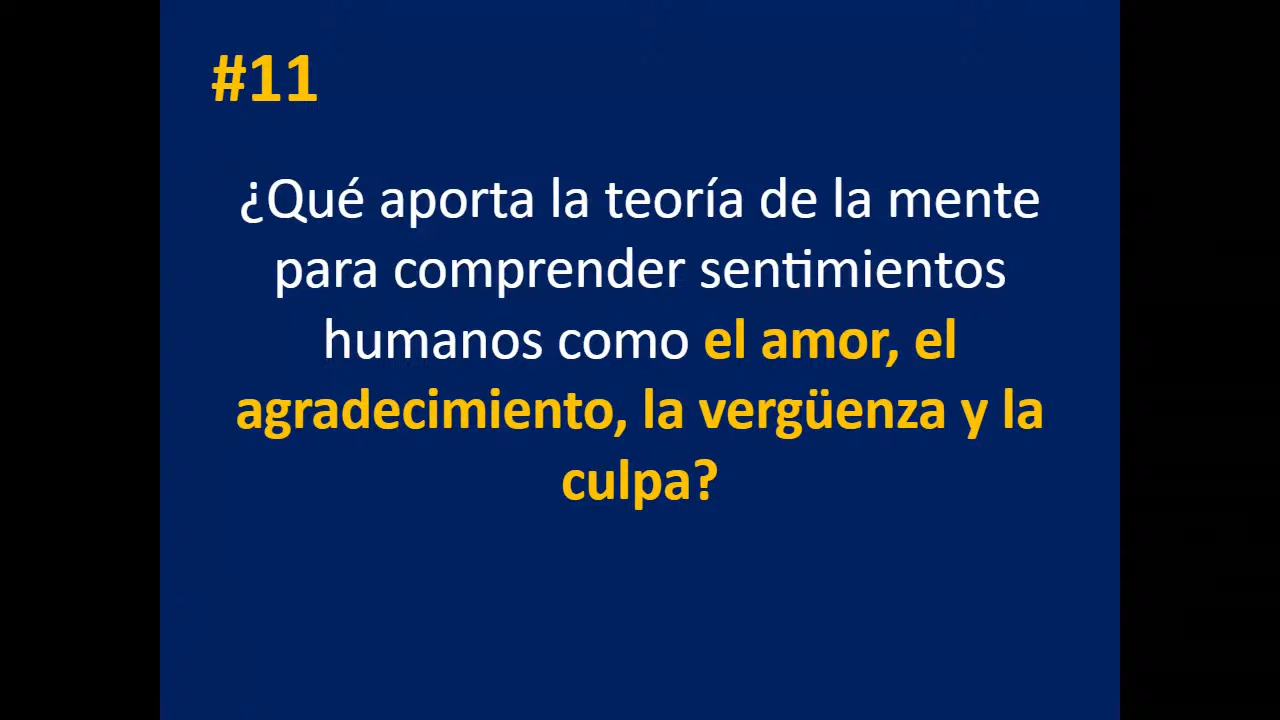 #11
¿Qué aporta la teoría de la mente
para comprender sentimientos
humanos como el amor, el
agradecimiento, la vergüenza y la
culpa?